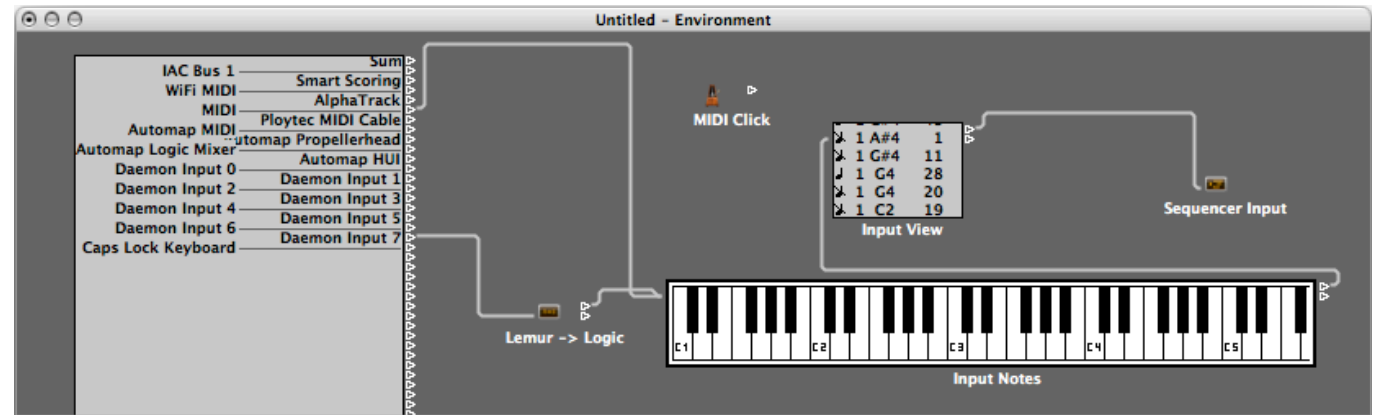 Untitled – Environment
Sum
IAC Bus 1
Smart Scoring
WiFi MIDI
AlphaTrack
MIDI
Ploytec MIDI Cable
Automap MIDI
utomap Propellerhead
Automap Logic Mixer
Automap HUI
Daemon Input 0
Daemon Input 1
Daemon Input 2
Daemon Input 3
Daemon Input 4
Daemon Input 5
Daemon Input 6
Daemon Input 7
Caps Lock Keyboard
MIDI Click
1 A#4 1
1 G#4 11
1 G4 28
1 G4 20
1 C2 19
Input View
Sequencer Input
Lemur -> Logic
C1 C2 C3 C4 C5
Input Notes